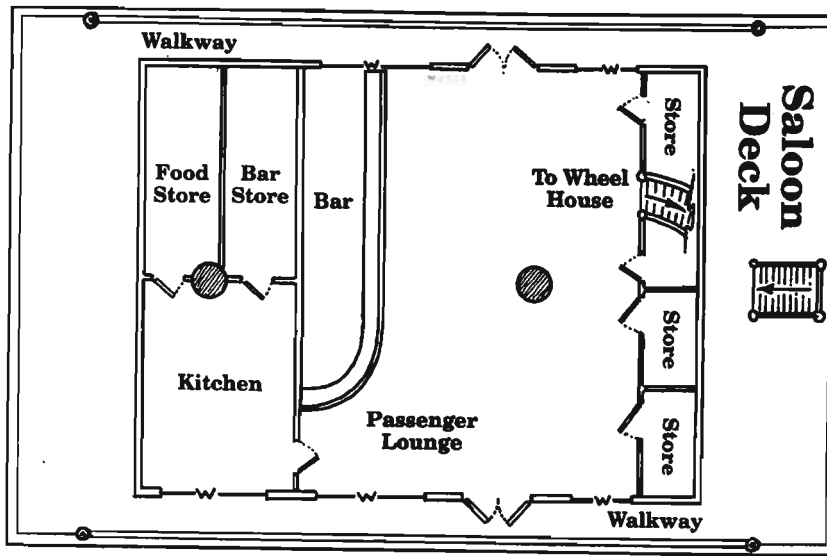 Walkway
Saloon
Deck
Store
Food
Store
Bar
Store
Bar
To Wheel
House
Store
Kitchen
Passenger
Lounge
Store
Walkway